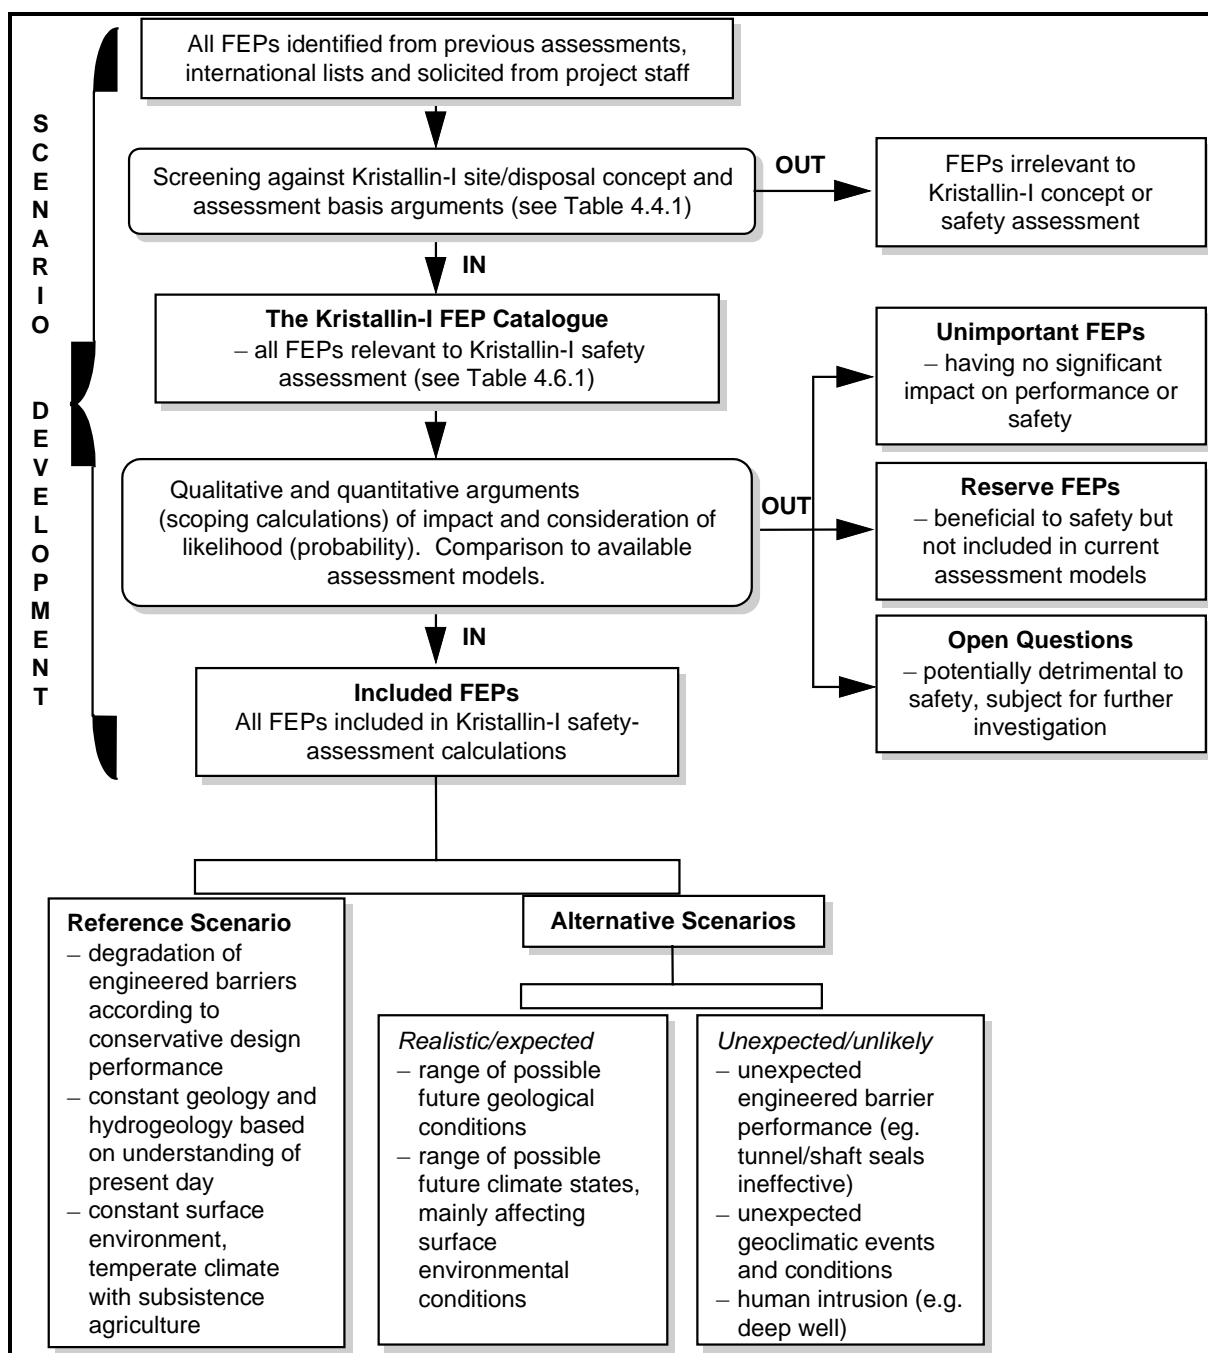 All FEPs identified from previous assessments,
international lists and solicited from project staff
SCENARIO DEVELOPMENT
Screening against Kristallin-I site/disposal concept and
assessment basis arguments (see Table 4.4.1)
OUT
FEPs irrelevant to
Kristallin-I concept or
safety assessment
IN
The Kristallin-I FEP Catalogue
– all FEPs relevant to Kristallin-I safety
assessment (see Table 4.6.1)
Unimportant FEPs
– having no significant
impact on performance or
safety
Qualitative and quantitative arguments
(scoping calculations) of impact and consideration of
likelihood (probability).  Comparison to available
assessment models.
OUT
Reserve FEPs
– beneficial to safety but
not included in current
assessment models
Open Questions
– potentially detrimental to
safety, subject for further
investigation
IN
Included FEPs
All FEPs included in Kristallin-I safety-
assessment calculations
Reference Scenario
– degradation of
engineered barriers
according to
conservative design
performance
– constant geology and
hydrogeology based
on understanding of
present day
– constant surface
environment,
temperate climate
with subsistence
agriculture
Alternative Scenarios
Realistic/expected
– range of possible
future geological
conditions
– range of possible
future climate states,
mainly affecting
surface
environmental
conditions
Unexpected/unlikely
– unexpected
engineered barrier
performance (eg.
tunnel/shaft seals
ineffective)
– unexpected
geoclimatic events
and conditions
– human intrusion (e.g.
deep well)